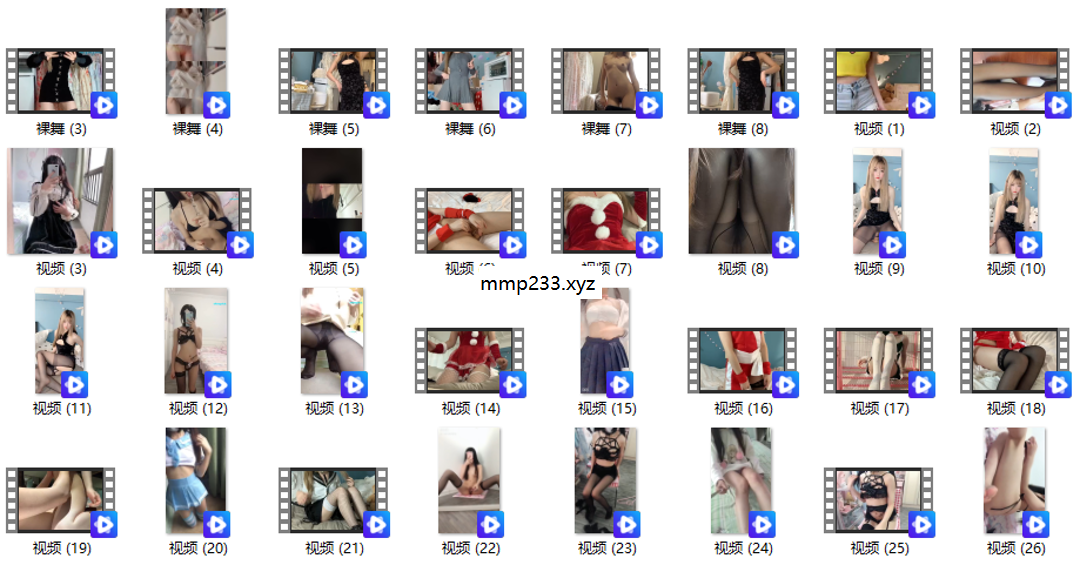 裸舞 (3)
裸舞 (4)
裸舞 (5)
裸舞 (6)
裸舞 (7)
裸舞 (8)
视频 (1)
视频 (2)
视频 (3)
视频 (4)
视频 (5)
视频 (6)
视频 (7)
视频 (8)
视频 (9)
视频 (10)
mmp233.xyz
视频 (11)
视频 (12)
视频 (13)
视频 (14)
视频 (15)
视频 (16)
视频 (17)
视频 (18)
视频 (19)
视频 (20)
视频 (21)
视频 (22)
视频 (23)
视频 (24)
视频 (25)
视频 (26)